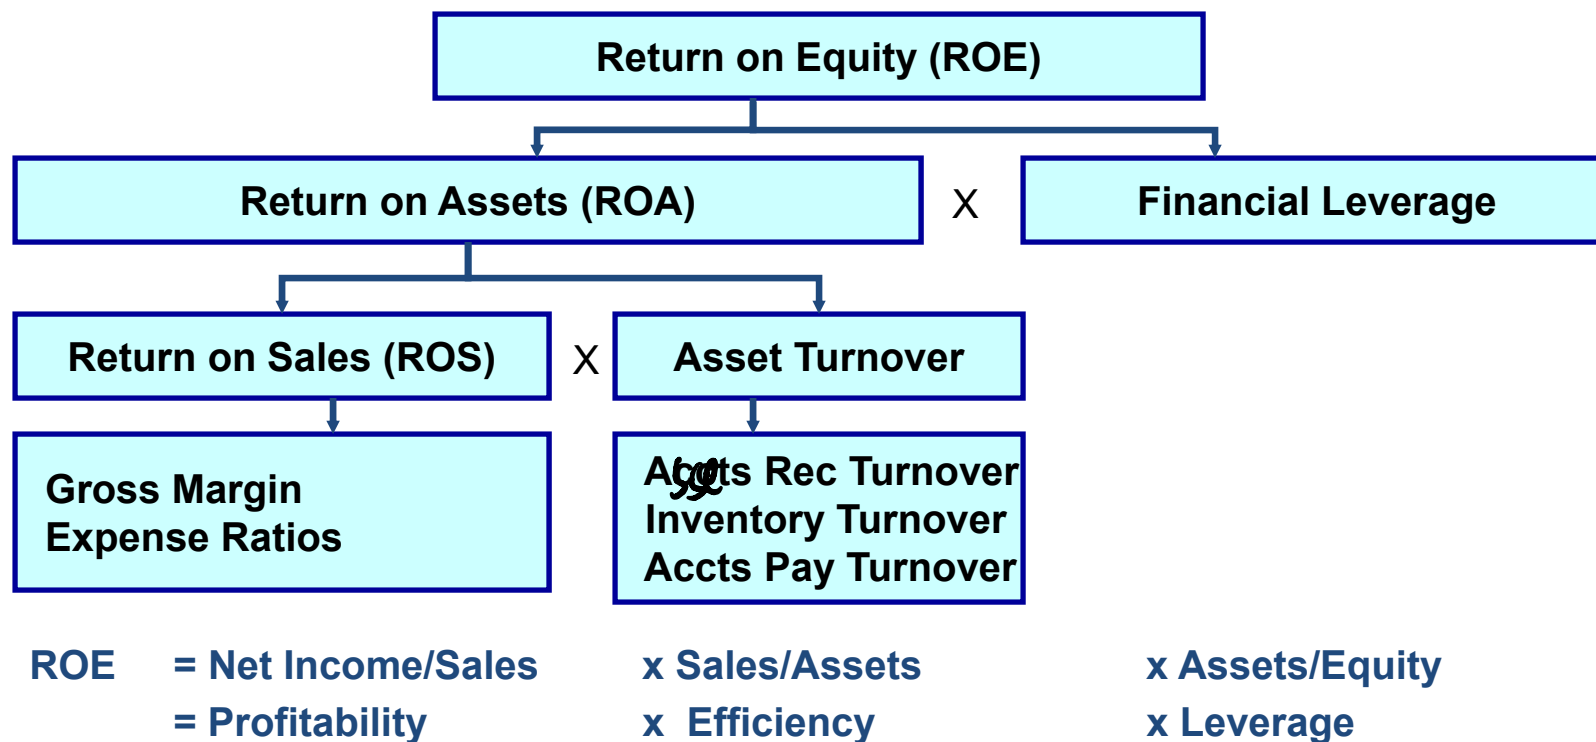 Return on Equity (ROE)
Return on Assets (ROA) X Financial Leverage
Return on Sales (ROS) X Asset Turnover
Gross Margin
Expense Ratios
Accts Rec Turnover
Inventory Turnover
Accts Pay Turnover
ROE = Net Income/Sales x Sales/Assets x Assets/Equity
= Profitability x Efficiency x Leverage